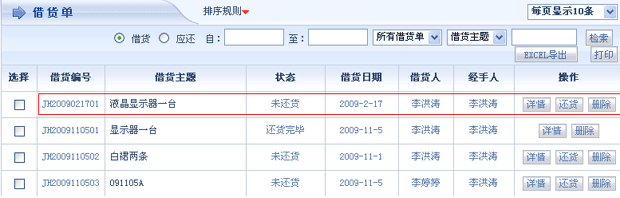 借货单 排序规则 每页显示10条
借货 应还 自： 至： 所有借货单 借货主题 检索
EXCEL导出 打印
选择 借货编号 借货主题 状态 借货日期 借货人 经手人 操作
JH2009021701 液晶显示器一台 未还货 2009-2-17 李洪涛 李洪涛 详情 还货 删除
JH2009110501 显示器一台 还货完毕 2009-11-5 李洪涛 李洪涛 详情 删除
JH2009110502 白裙两条 未还货 2009-11-1 李洪涛 李洪涛 详情 还货 删除
JH2009110503 091105A 未还货 2009-11-5 李婷婷 李洪涛 详情 还货 删除